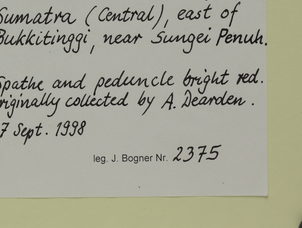 Sumatra (Central), east of
Bukkitinggi, near Sungei Penuh.
Spathe and peduncle bright red.
originally collected by A. Dearden.
7 Sept. 1998
leg. J. Bogner Nr. 2375